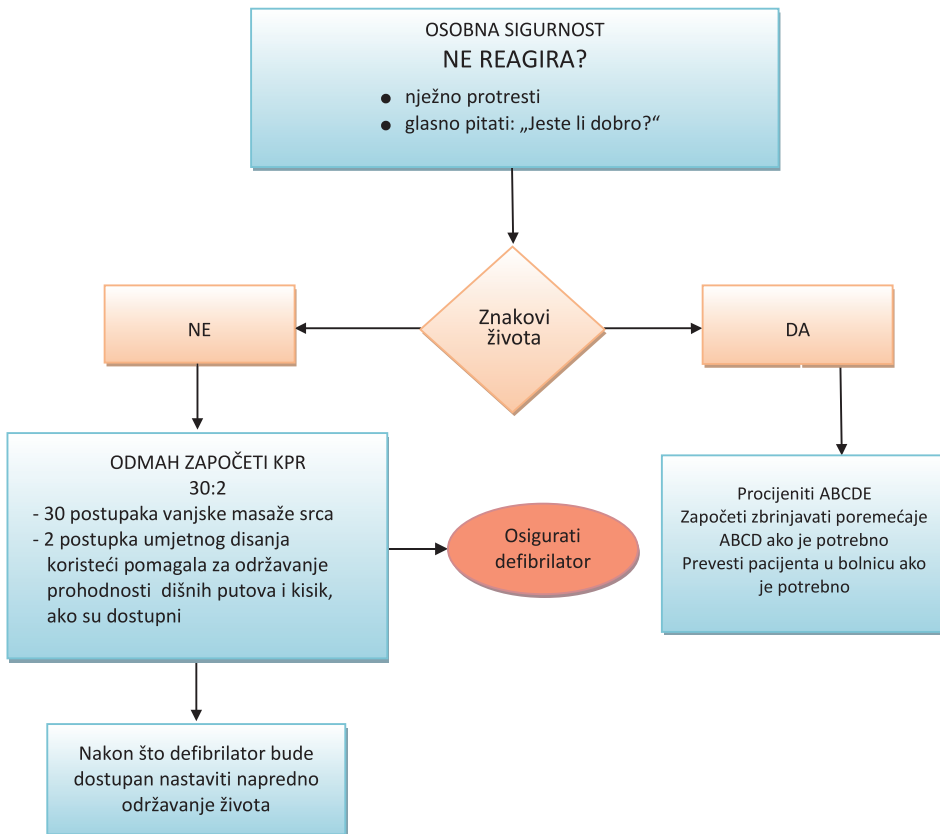 OSOBNA SIGURNOST
NE REAGIRA?
● nježno protresti
● glasno pitati: „Jeste li dobro?“
Znakovi
života
NE
DA
ODMAH ZAPOČETI KPR
30:2
- 30 postupaka vanjske masaže srca
- 2 postupka umjetnog disanja
koristeći pomagala za održavanje
prohodnosti dišnih putova i kisik,
ako su dostupni
Osigurati
defibrilator
Procijeniti ABCDE
Započeti zbrinjavati poremećaje
ABCD ako je potrebno
Prevesti pacijenta u bolnicu ako
je potrebno
Nakon što defibrilator bude
dostupan nastaviti napredno
održavanje života